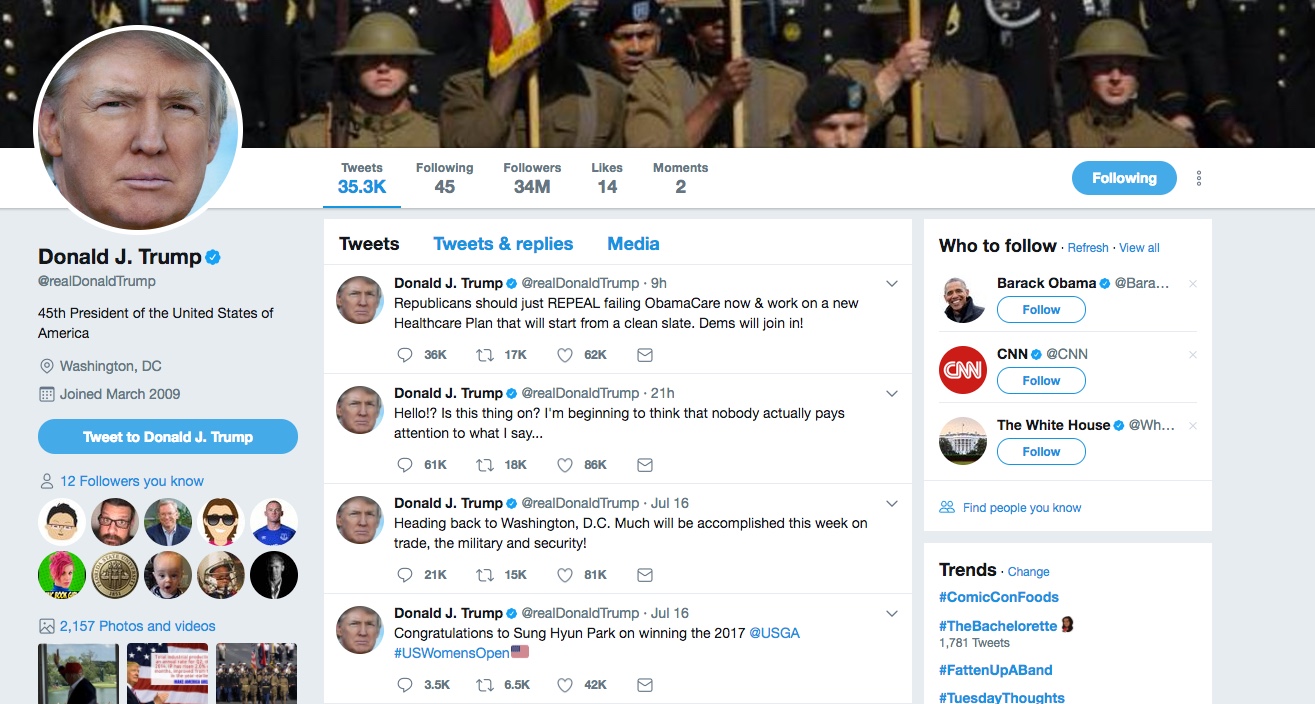 Tweets
35.3K
Following
45
Followers
34M
Likes
14
Moments
2
Following
Donald J. Trump
@realDonaldTrump
45th President of the United States of
America
Washington, DC
Joined March 2009
Tweet to Donald J. Trump
12 Followers you know
2,157 Photos and videos
Tweets Tweets & replies Media
Donald J. Trump @realDonaldTrump · 9h
Republicans should just REPEAL failing ObamaCare now & work on a new
Healthcare Plan that will start from a clean slate. Dems will join in!
36K 17K 62K
Donald J. Trump @realDonaldTrump · 21h
Hello!? Is this thing on? I'm beginning to think that nobody actually pays
attention to what I say...
61K 18K 86K
Donald J. Trump @realDonaldTrump · Jul 16
Heading back to Washington, D.C. Much will be accomplished this week on
trade, the military and security!
21K 15K 81K
Donald J. Trump @realDonaldTrump · Jul 16
Congratulations to Sung Hyun Park on winning the 2017 @USGA
#USWomensOpen
3.5K 6.5K 42K
Who to follow · Refresh · View all
Barack Obama @Bara...
Follow
CNN
CNN @CNN
Follow
The White House @Wh...
Follow
Find people you know
Trends · Change
#ComicConFoods
#TheBachelorette
1,781 Tweets
#FattenUpABand
#TuesdayThoughts